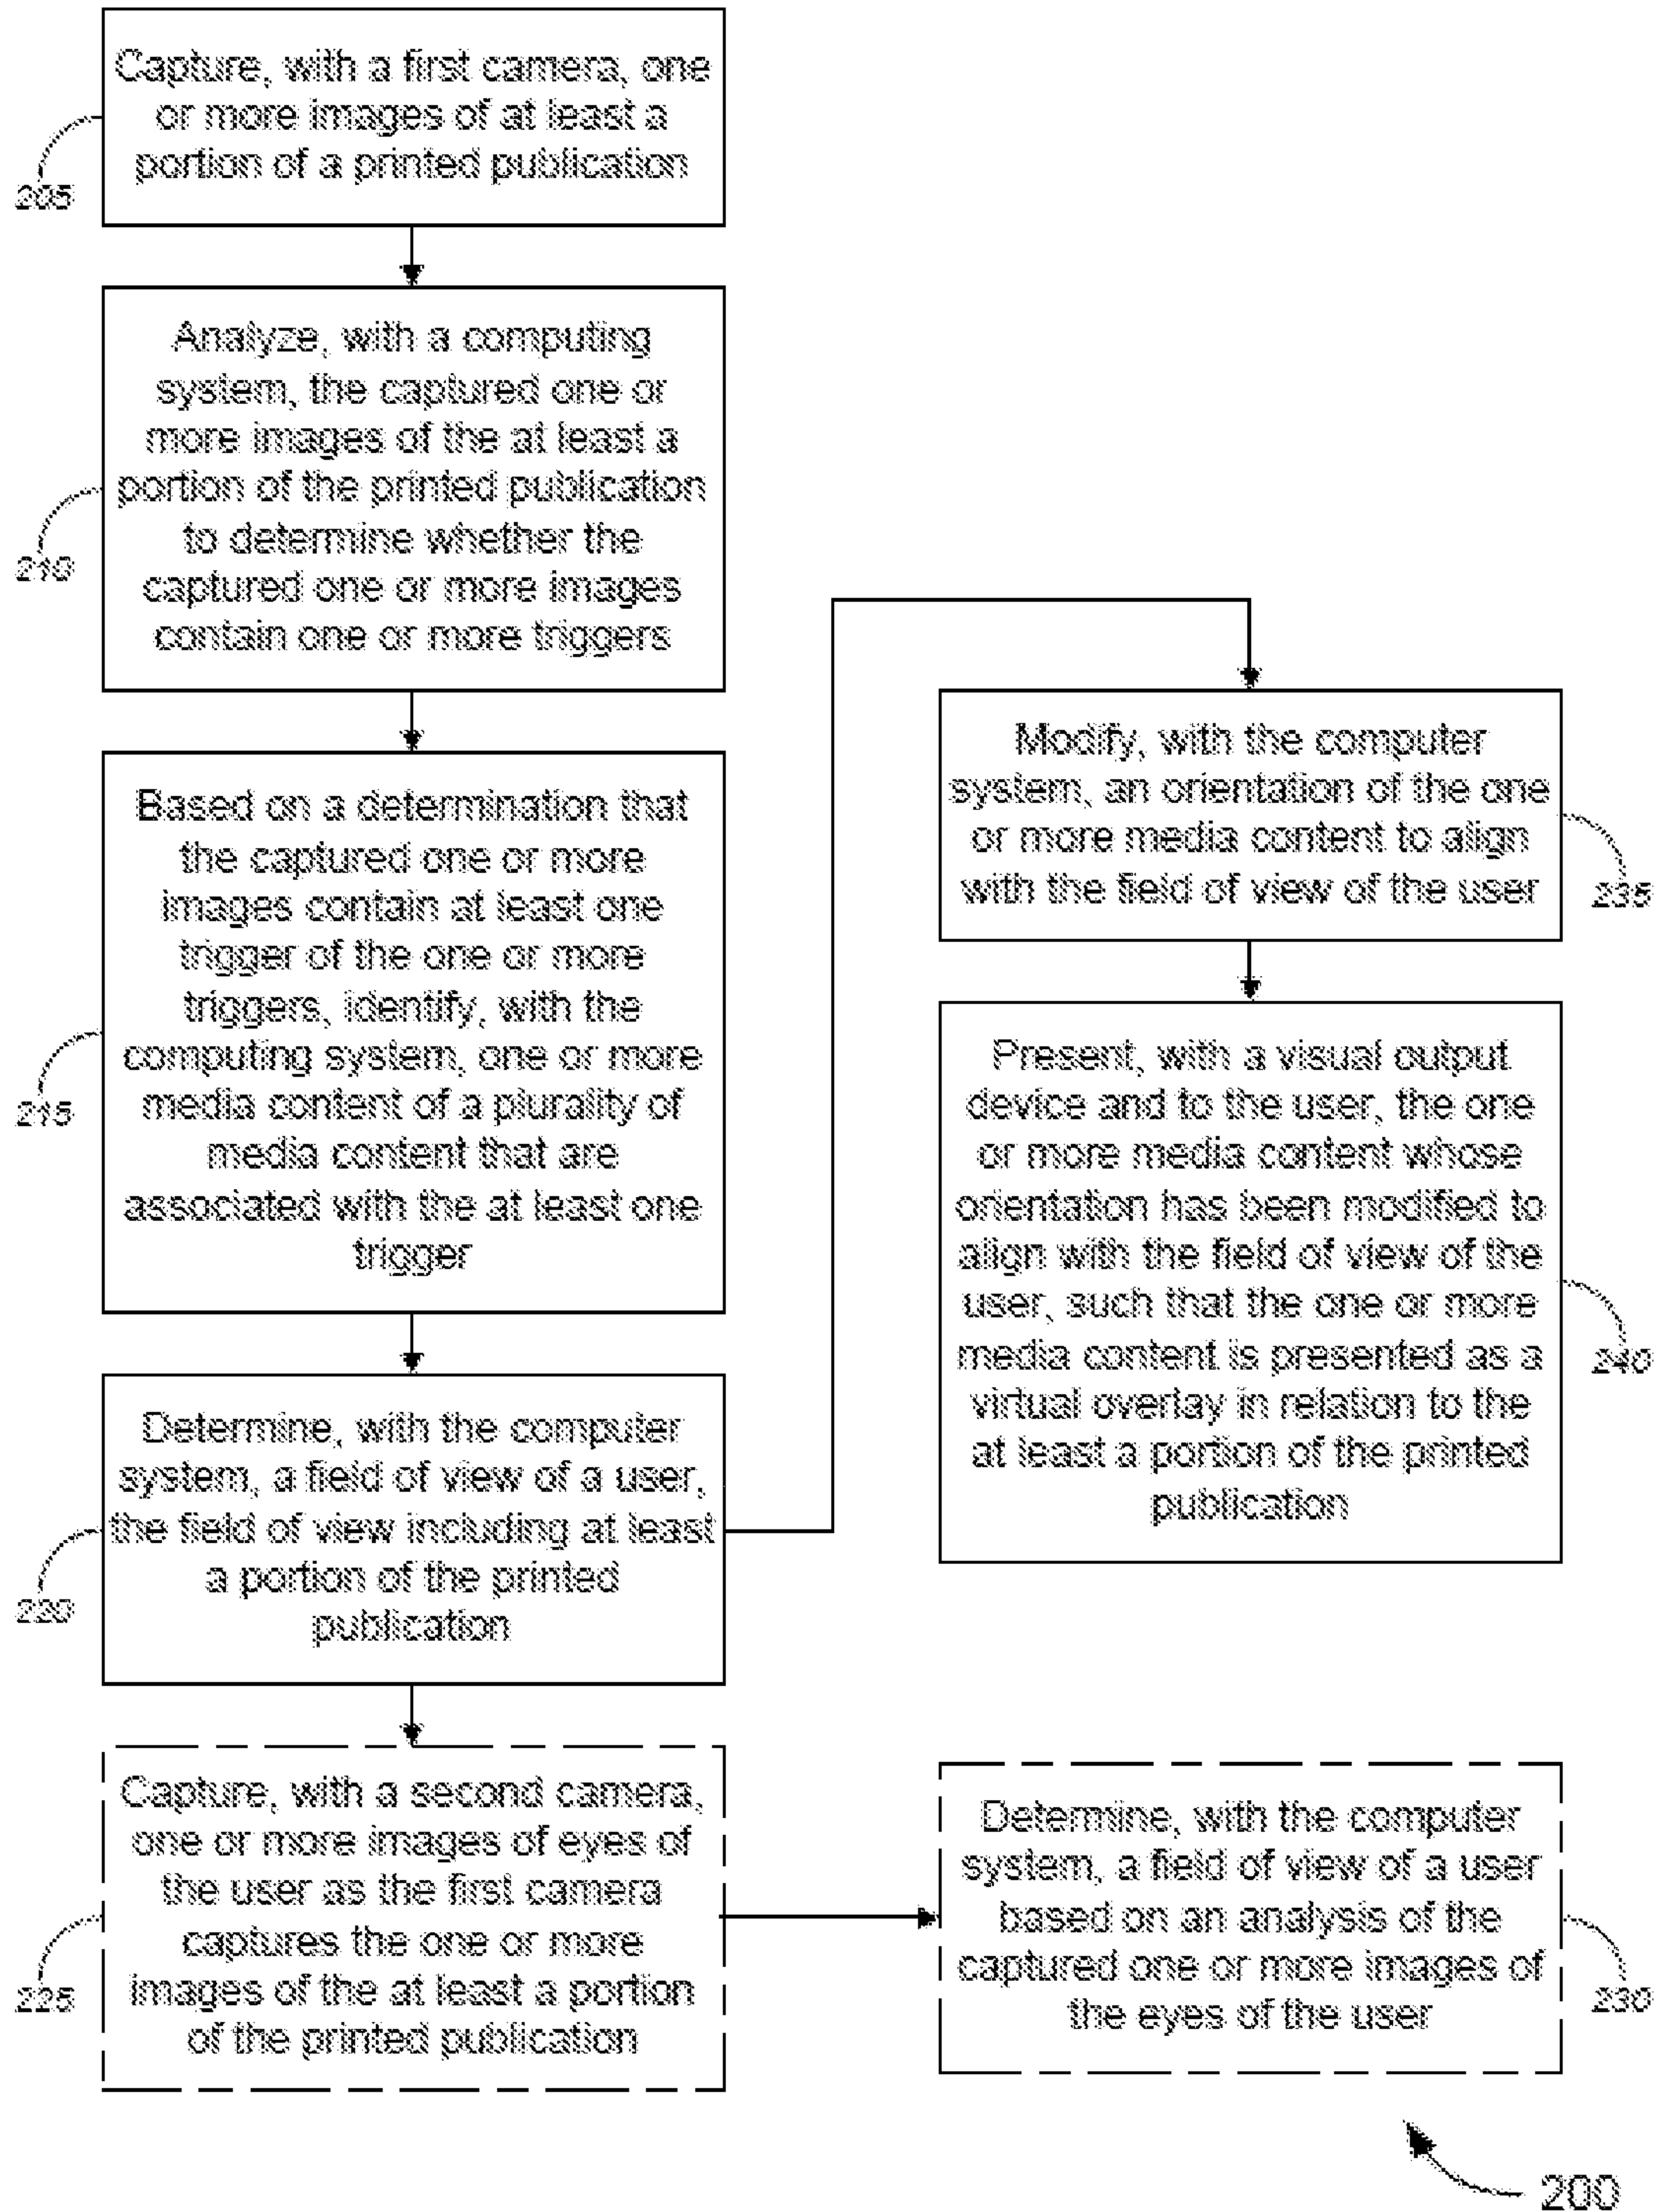 Capture, with a first camera, one
or more images of at least a
portion of a printed publication
205
Analyze, with a computing
system, the captured one or
more images of the at least a
portion of the printed publication
to determine whether the
captured one or more images
contain one or more triggers
210
Based on a determination that
the captured one or more
images contain at least one
trigger of the one or more
triggers, identify, with the
computing system, one or more
media content of a plurality of
media content that are
associated with the at least one
trigger
215
Determine, with the computer
system, a field of view of a user,
the field of view including at least
a portion of the printed
publication
220
Capture, with a second camera,
one or more images of eyes of
the user as the first camera
captures the one or more
images of the at least a portion
of the printed publication
225
Determine, with the computer
system, a field of view of a user
based on an analysis of the
captured one or more images of
the eyes of the user
230
Modify, with the computer
system, an orientation of the one
or more media content to align
with the field of view of the user
235
Present, with a visual output
device and to the user, the one
or more media content whose
orientation has been modified to
align with the field of view of the
user, such that the one or more
media content is presented as a
virtual overlay in relation to the
at least a portion of the printed
publication
240
200